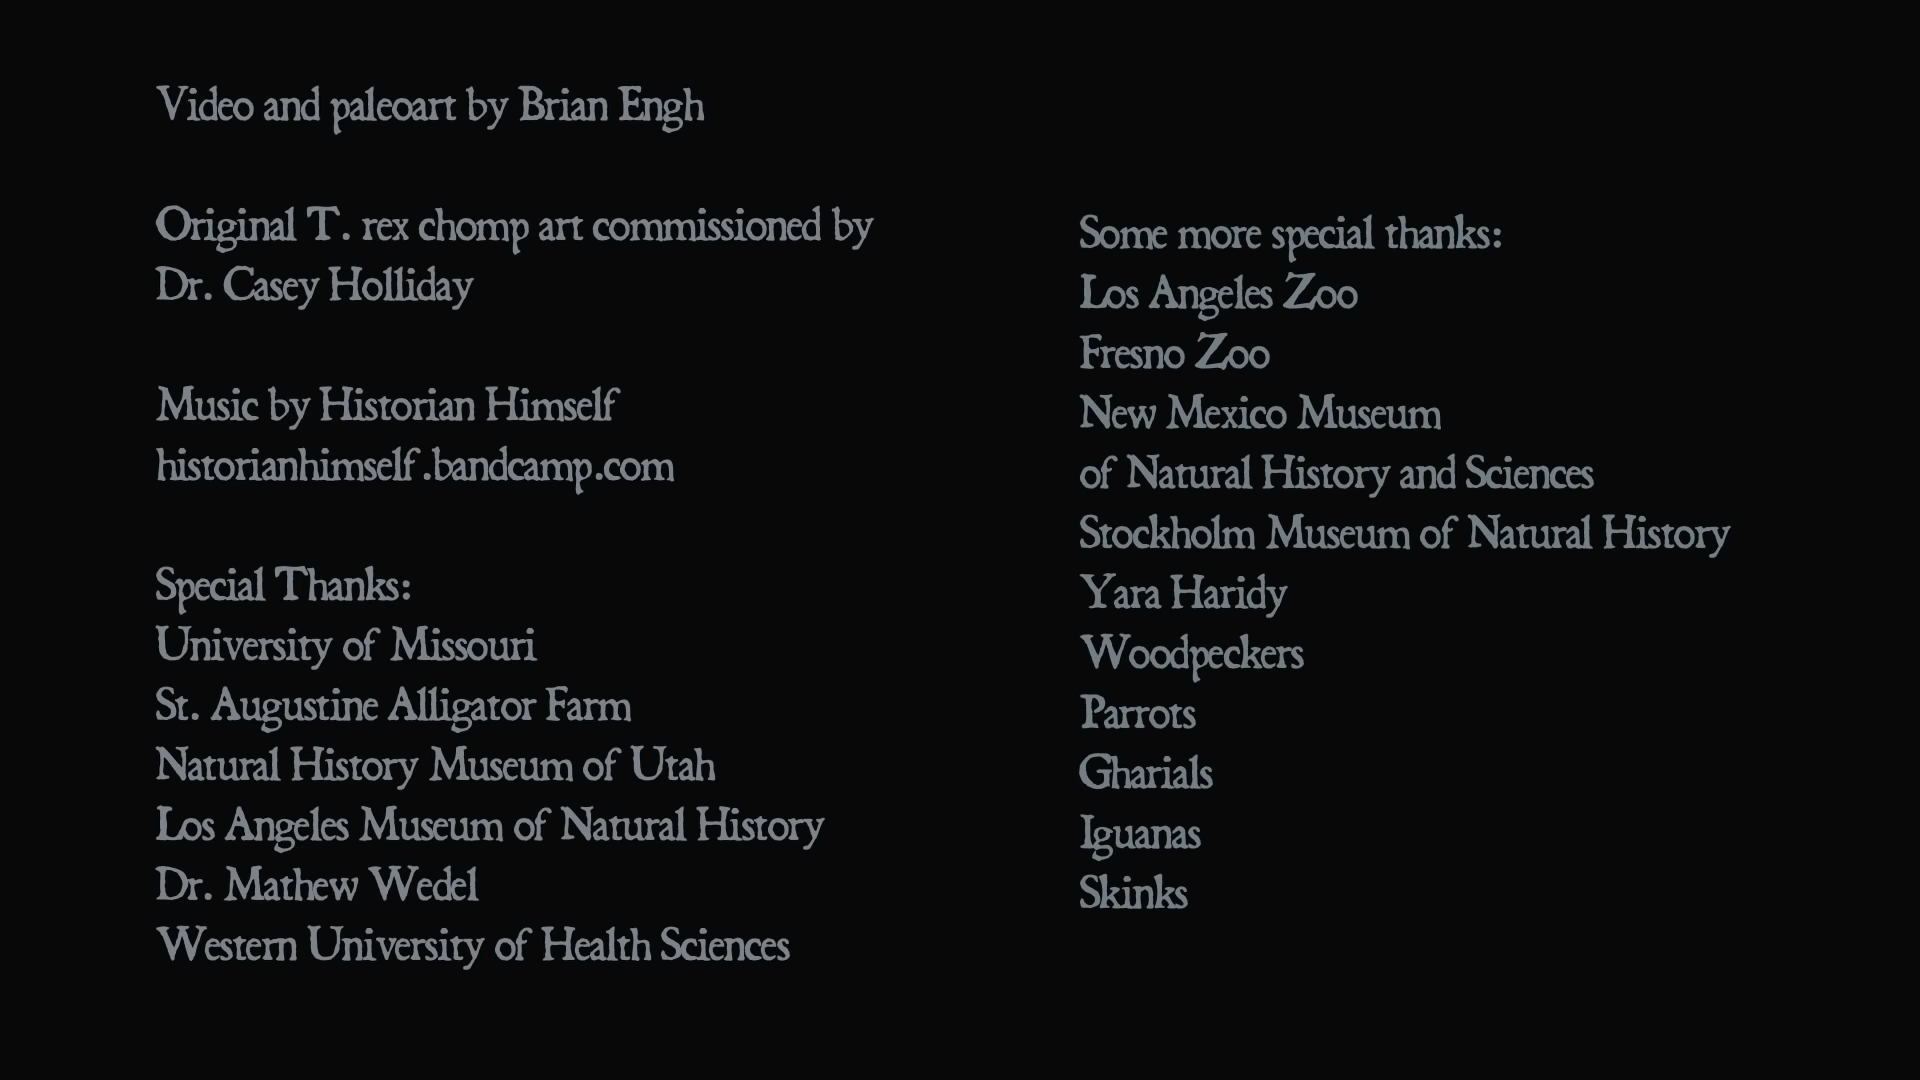 Video and paleoart by Brian Engh
Original T. rex chomp art commissioned by
Dr. Casey Holliday
Music by Historian Himself
historianhimself.bandcamp.com
Special Thanks:
University of Missouri
St. Augustine Alligator Farm
Natural History Museum of Utah
Los Angeles Museum of Natural History
Dr. Mathew Wedel
Western University of Health Sciences
Some more special thanks:
Los Angeles Zoo
Fresno Zoo
New Mexico Museum
of Natural History and Sciences
Stockholm Museum of Natural History
Yara Haridy
Woodpeckers
Parrots
Gharials
Iguanas
Skinks